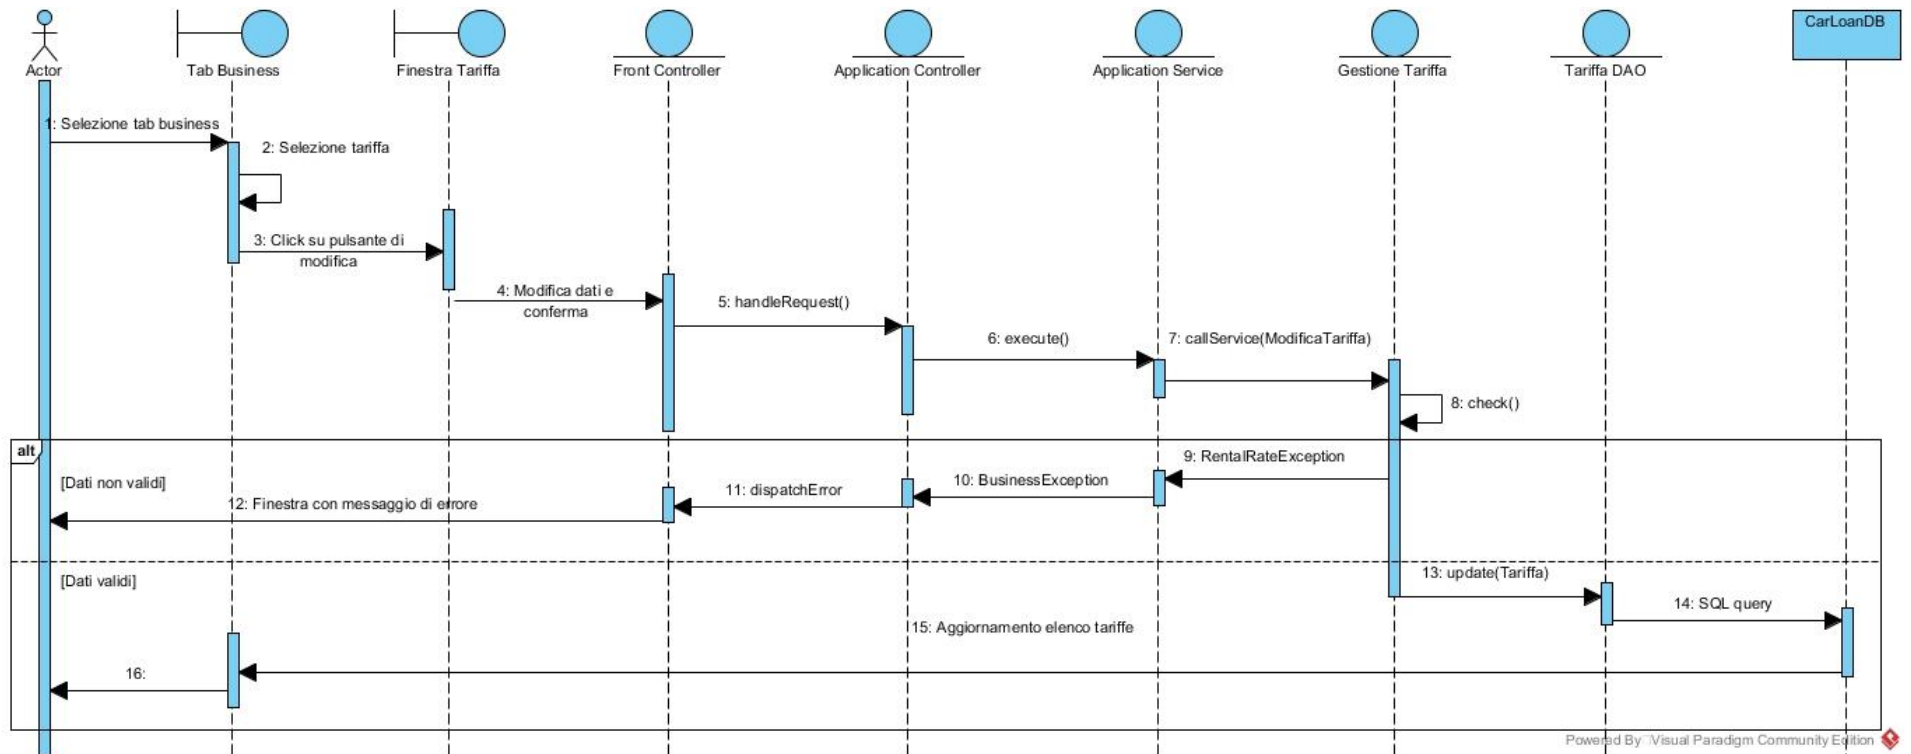 Actor
Tab Business
Finestra Tariffa
Front Controller
Application Controller
Application Service
Gestione Tariffa
Tariffa DAO
CarLoanDB
1: Selezione tab business
2: Selezione tariffa
3: Click su pulsante di
modifica
4: Modifica dati e
conferma
5: handleRequest()
6: execute()
7: callService(ModificaTariffa)
8: check()
alt
[Dati non validi]
9: RentalRateException
10: BusinessException
11: dispatchError
12: Finestra con messaggio di errore
[Dati validi]
13: update(Tariffa)
14: SQL query
15: Aggiornamento elenco tariffe
16:
Powered By Visual Paradigm Community Edition